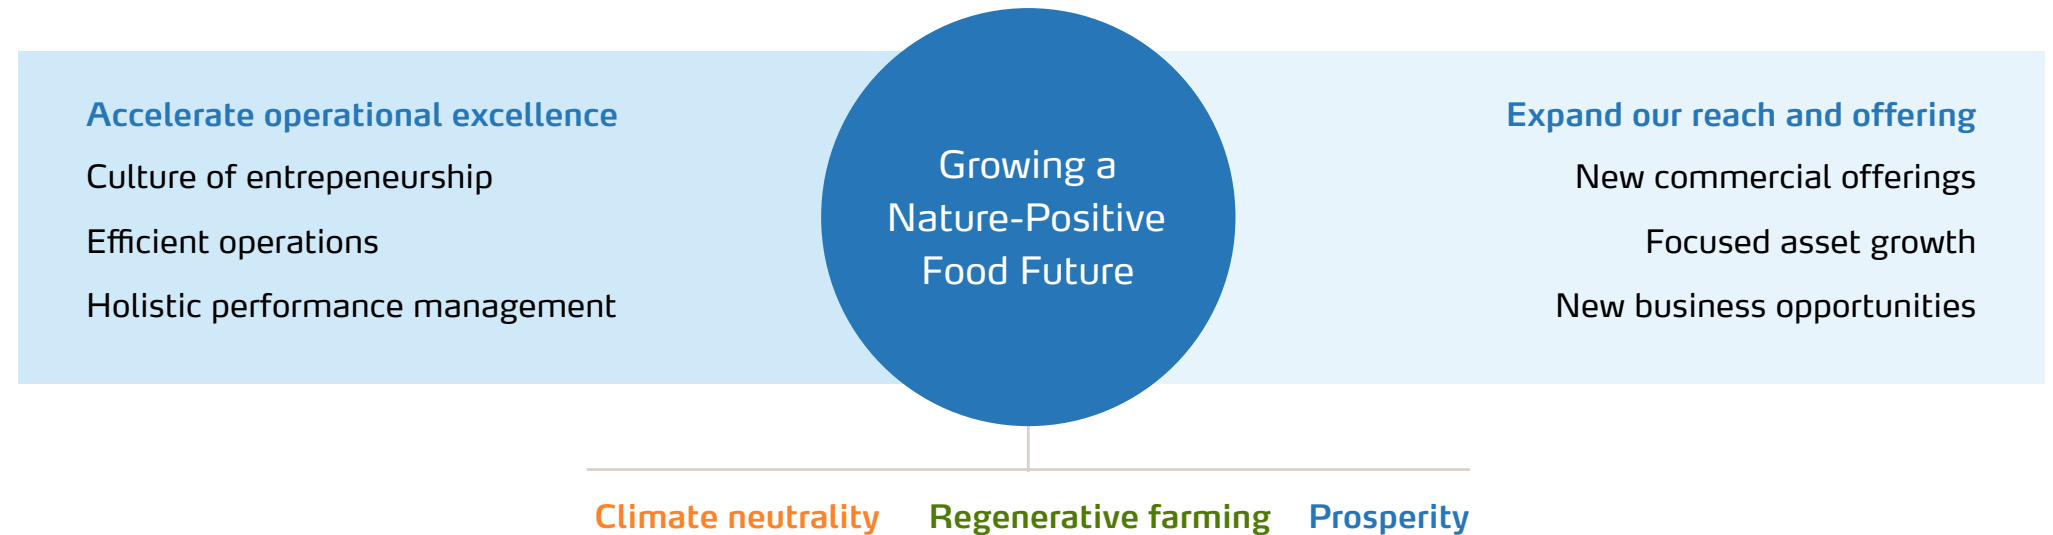 Accelerate operational excellence
Culture of entrepeneurship
Efficient operations
Holistic performance management
Growing a
Nature-Positive
Food Future
Expand our reach and offering
New commercial offerings
Focused asset growth
New business opportunities
Climate neutrality
Regenerative farming
Prosperity